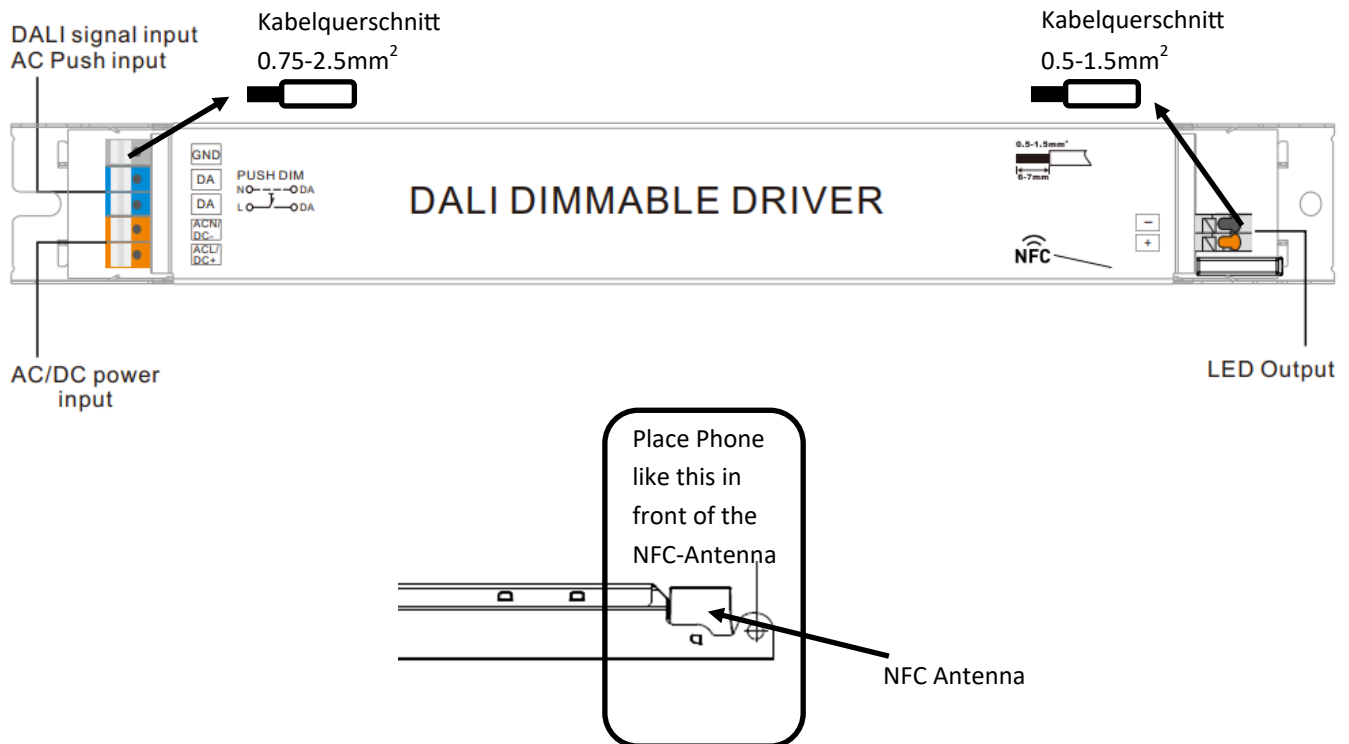 DALI signal input
AC Push input
Kabelquerschnitt
0.75-2.5mm²
Kabelquerschnitt
0.5-1.5mm²
GND
DA
DA
ACN/
DC-
ACL/
DC+
PUSH DIM
N DA
L DA
DALI DIMMABLE DRIVER
0.5-1.5mm²
6-7mm
NFC
−
+
AC/DC power
input
LED Output
Place Phone
like this in
front of the
NFC-Antenna
NFC Antenna